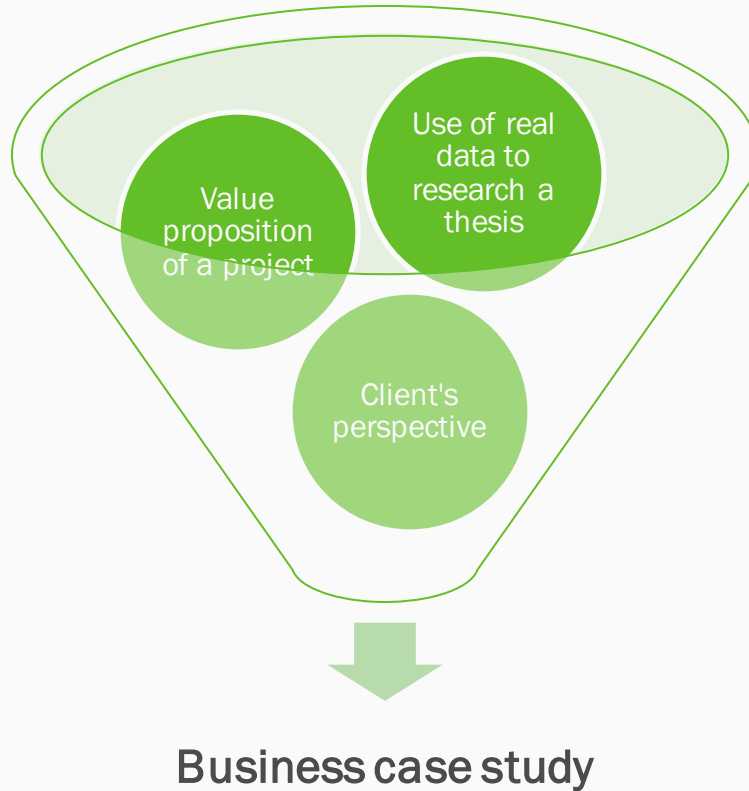 Use of real
data to
research a
thesis
Value
proposition
of a project
Client's
perspective
Business case study